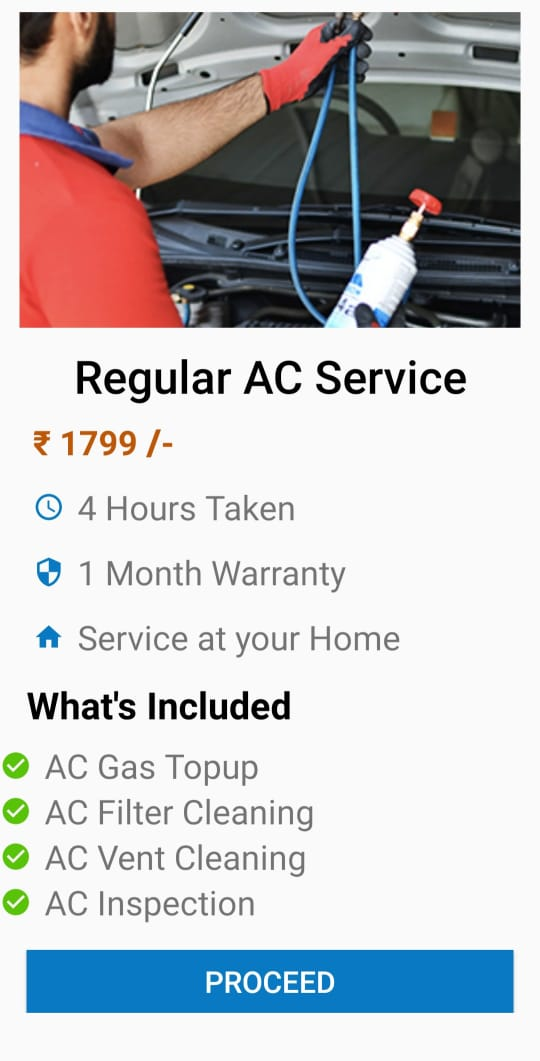 Regular AC Service
₹ 1799 /-
4 Hours Taken
1 Month Warranty
Service at your Home
What's Included
AC Gas Topup
AC Filter Cleaning
AC Vent Cleaning
AC Inspection
PROCEED